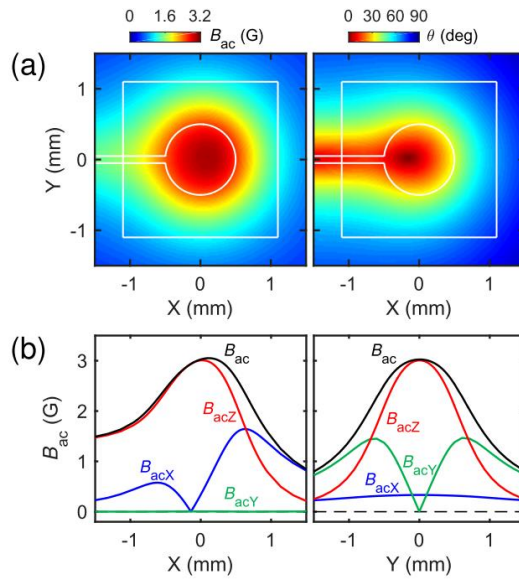 0 1.6 3.2 0 30 60 90
B_ac (G) θ (deg)
(a)
Y (mm)
1
0
-1
-1 0 1 -1 0 1
X (mm) X (mm)
(b)
B_ac (G)
3
2
1
0
B_ac B_ac
B_acZ B_acZ
B_acX B_acY B_acX B_acY
-1 0 1 -1 0 1
X (mm) Y (mm)